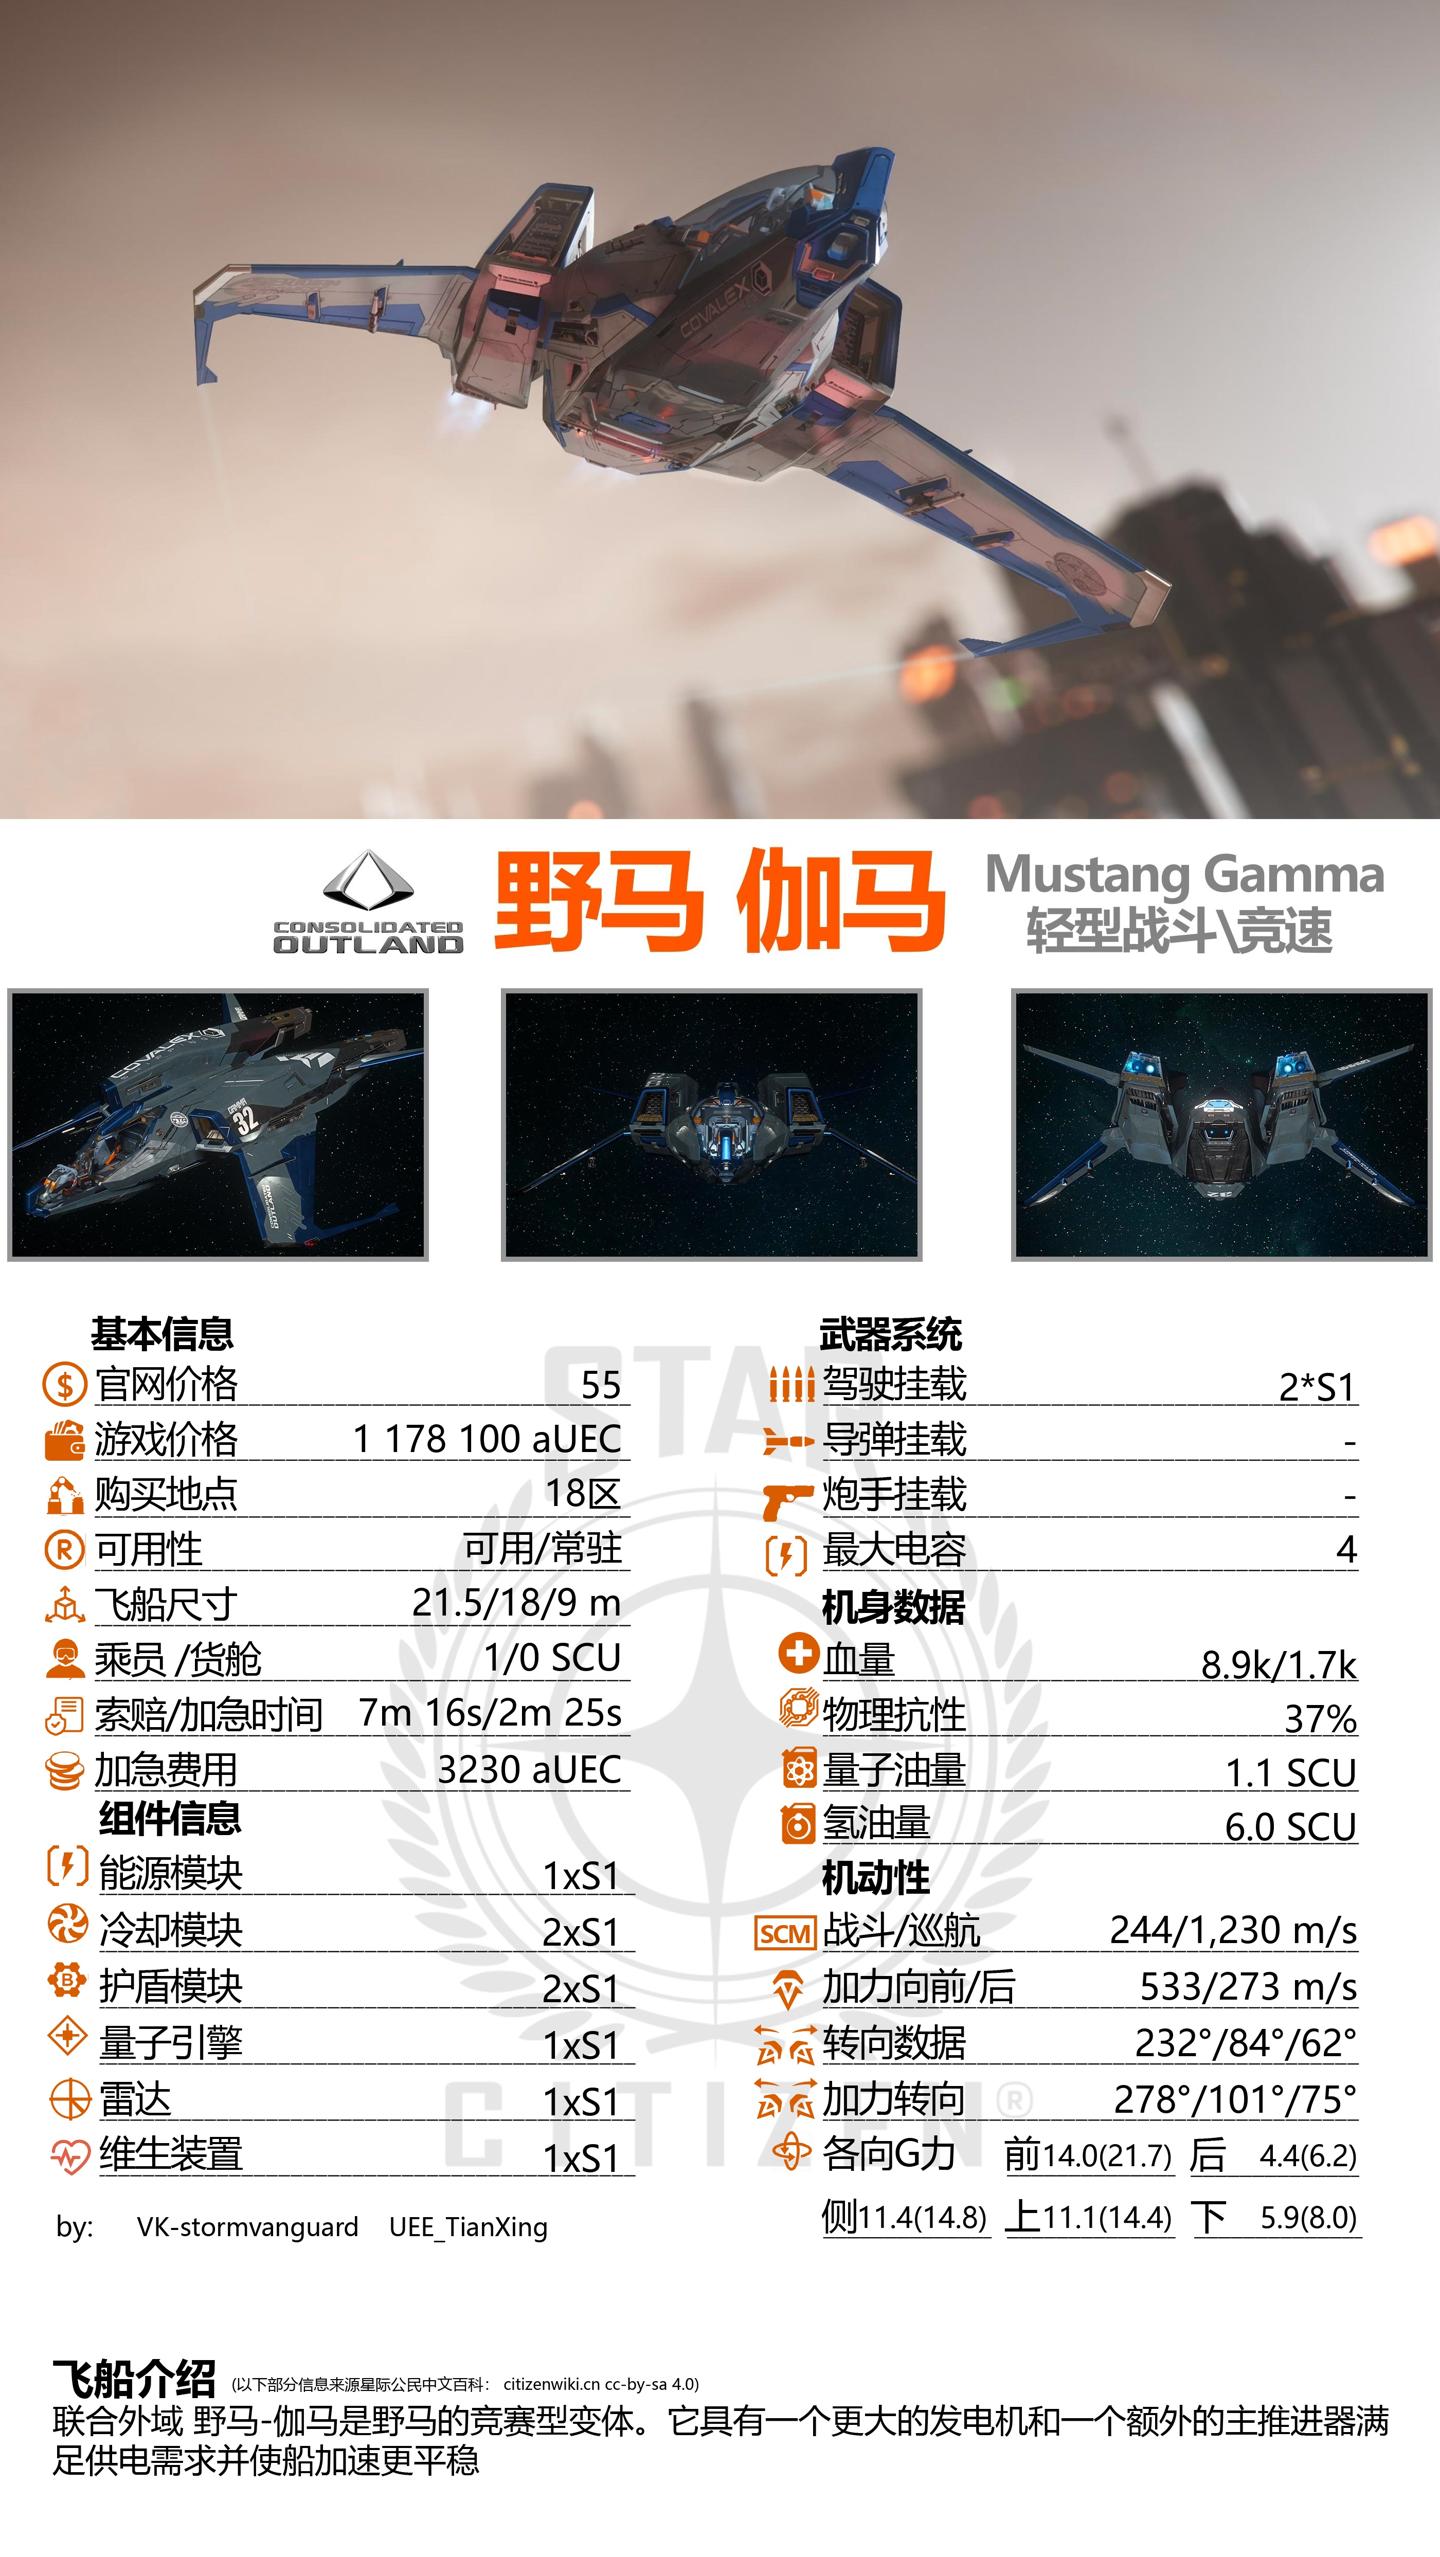 COVALEX
CONSOLIDATED
OUTLAND
野马 伽马
Mustang Gamma
轻型战斗\竞速
COVALEX
GAMMA
32
基本信息
官网价格 55
游戏价格 1 178 100 aUEC
购买地点 18区
可用性 可用/常驻
飞船尺寸 21.5/18/9 m
乘员 /货舱 1/0 SCU
索赔/加急时间 7m 16s/2m 25s
加急费用 3230 aUEC
组件信息
能源模块 1xS1
冷却模块 2xS1
护盾模块 2xS1
量子引擎 1xS1
雷达 1xS1
维生装置 1xS1
by: VK-stormvanguard UEE_TianXing
武器系统
驾驶挂载 2*S1
导弹挂载 -
炮手挂载 -
最大电容 4
机身数据
血量 8.9k/1.7k
物理抗性 37%
量子油量 1.1 SCU
氢油量 6.0 SCU
机动性
SCM 战斗/巡航 244/1,230 m/s
加力向前/后 533/273 m/s
转向数据 232°/84°/62°
加力转向 278°/101°/75°
各向G力 前14.0(21.7) 后 4.4(6.2)
侧11.4(14.8) 上11.1(14.4) 下 5.9(8.0)
STAR
CITIZEN®
飞船介绍 (以下部分信息来源星际公民中文百科： citizenwiki.cn cc-by-sa 4.0)
联合外域 野马-伽马是野马的竞赛型变体。它具有一个更大的发电机和一个额外的主推进器满
足供电需求并使船加速更平稳